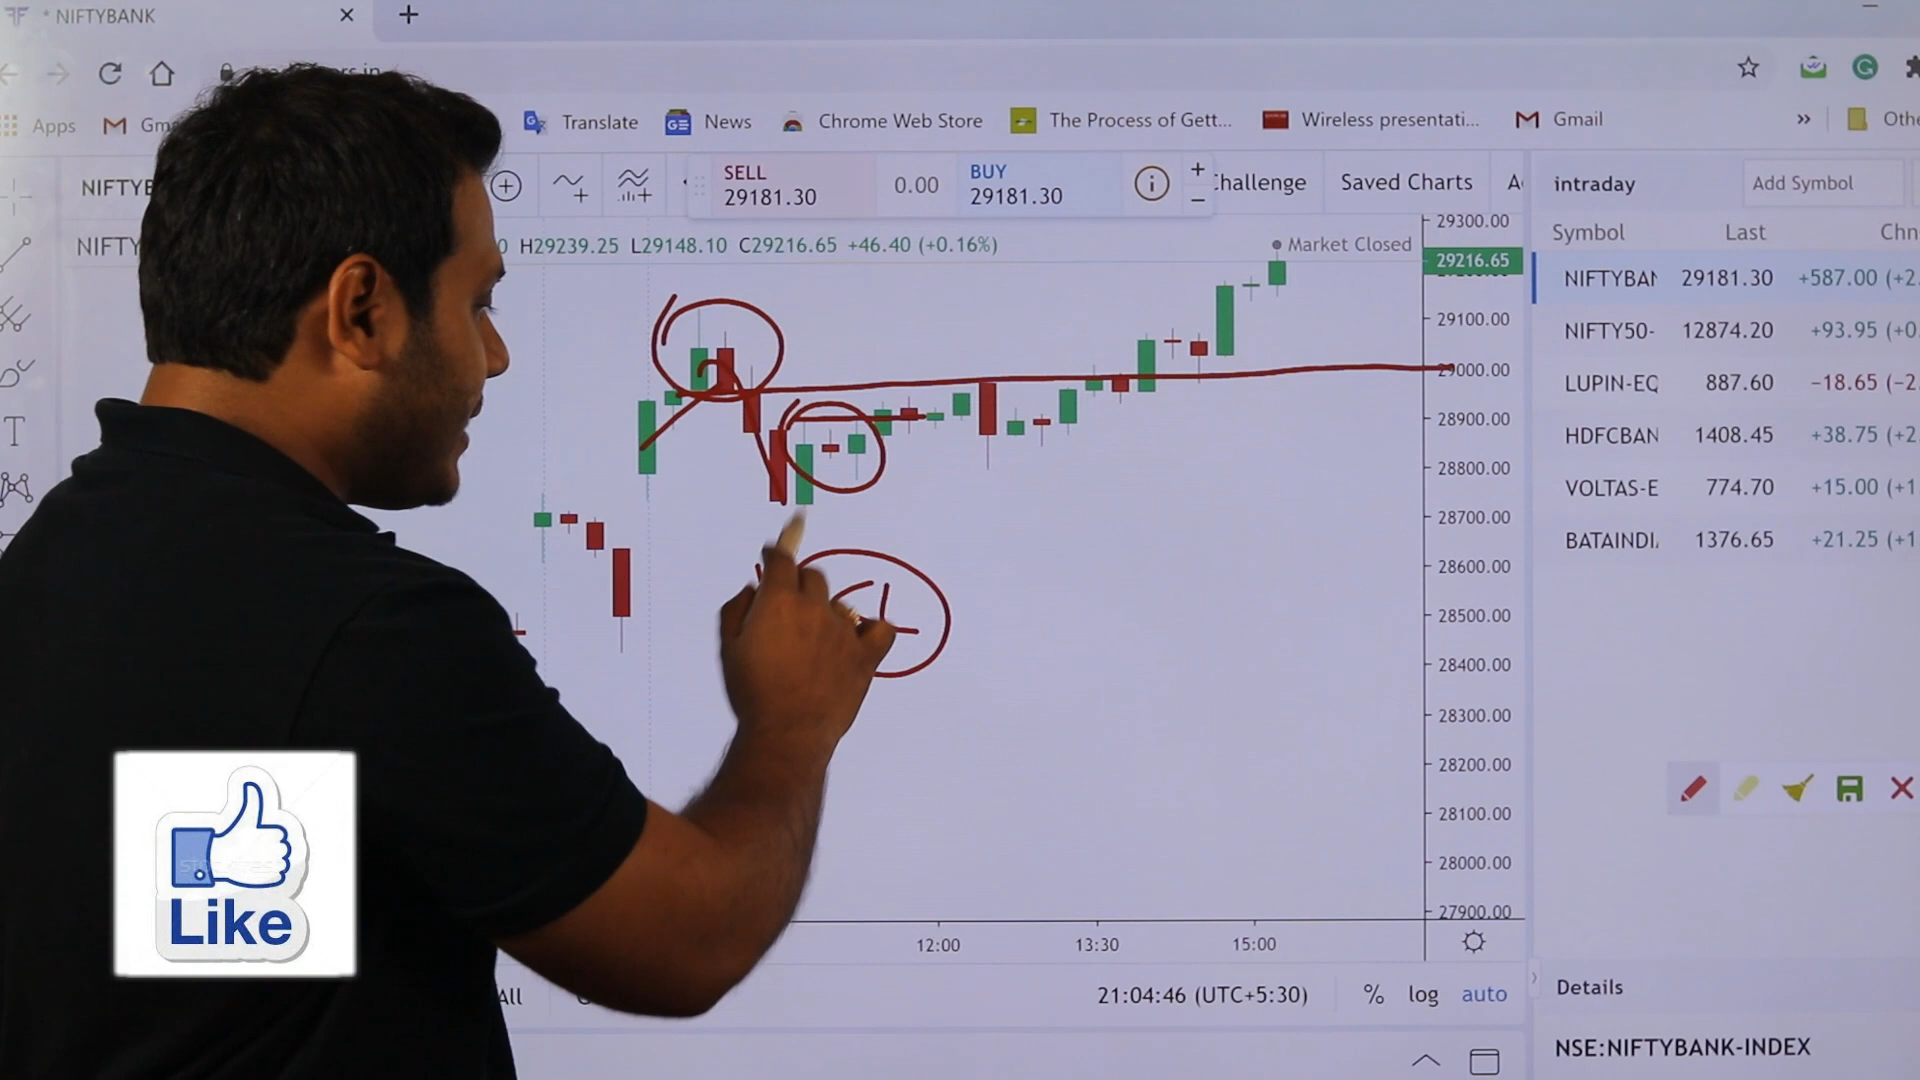 * NIFTYBANK
Apps
Translate
News
Chrome Web Store
The Process of Gett...
Wireless presentati...
Gmail
»
SELL
29181.30
0.00
BUY
29181.30
Saved Charts
intraday
Add Symbol
H29239.25 L29148.10 C29216.65 +46.40 (+0.16%)
Market Closed
Symbol
Last
29300.00
29216.65
29100.00
29000.00
28900.00
28800.00
28700.00
28600.00
28500.00
28400.00
28300.00
28200.00
28100.00
28000.00
27900.00
NIFTYBAN 29181.30 +587.00 (+2.
NIFTY50- 12874.20 +93.95 (+0.
LUPIN-EQ 887.60 −18.65 (−2.
HDFCBAN 1408.45 +38.75 (+2
VOLTAS-E 774.70 +15.00 (+1
BATAINDI 1376.65 +21.25 (+1
Like
12:00
13:30
15:00
All
21:04:46 (UTC+5:30)
%
log
auto
Details
NSE:NIFTYBANK-INDEX